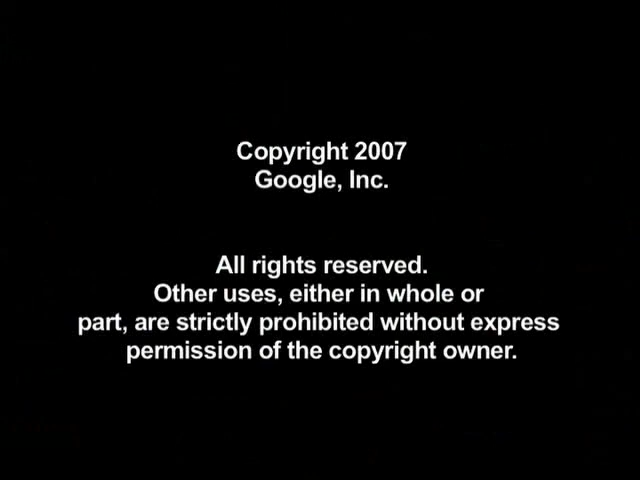 Copyright 2007
Google, Inc.
All rights reserved.
Other uses, either in whole or
part, are strictly prohibited without express
permission of the copyright owner.